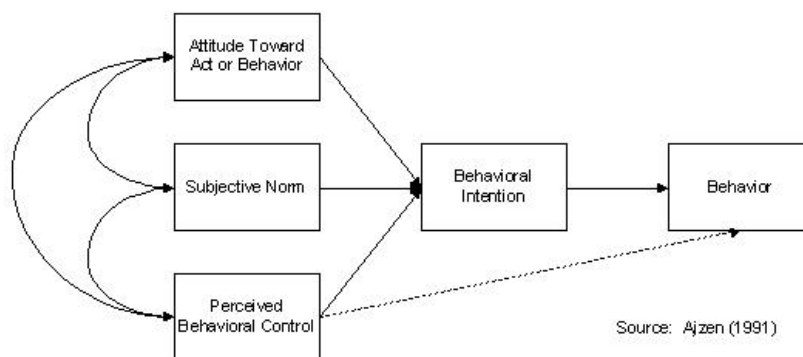 Attitude Toward
Act or Behavior
Subjective Norm
Behavioral
Intention
Behavior
Perceived
Behavioral Control
Source: Ajzen (1991)